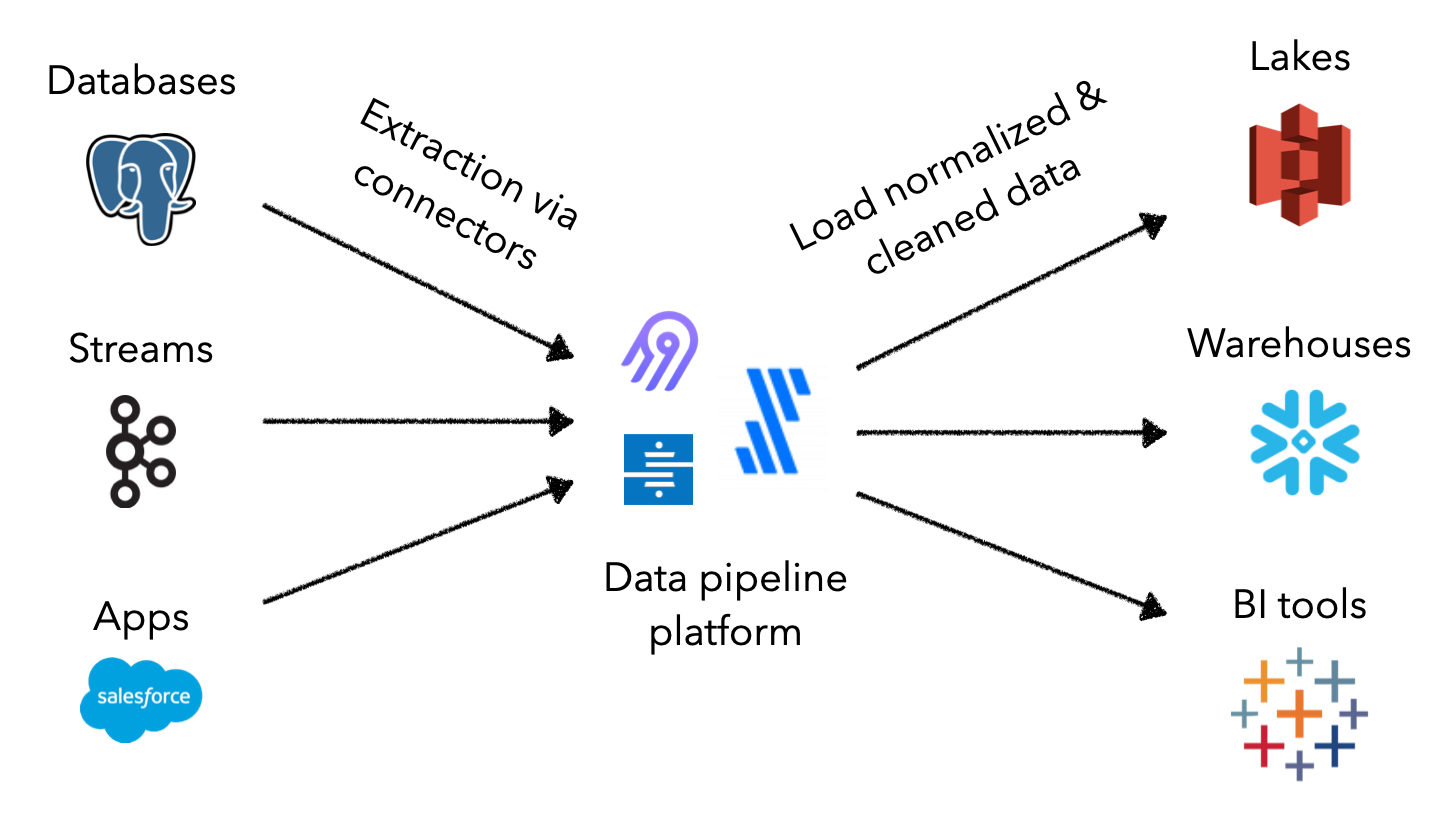 Databases
Extraction via
connectors
Streams
Apps
salesforce
Data pipeline
platform
Load normalized &
cleaned data
Lakes
Warehouses
BI tools